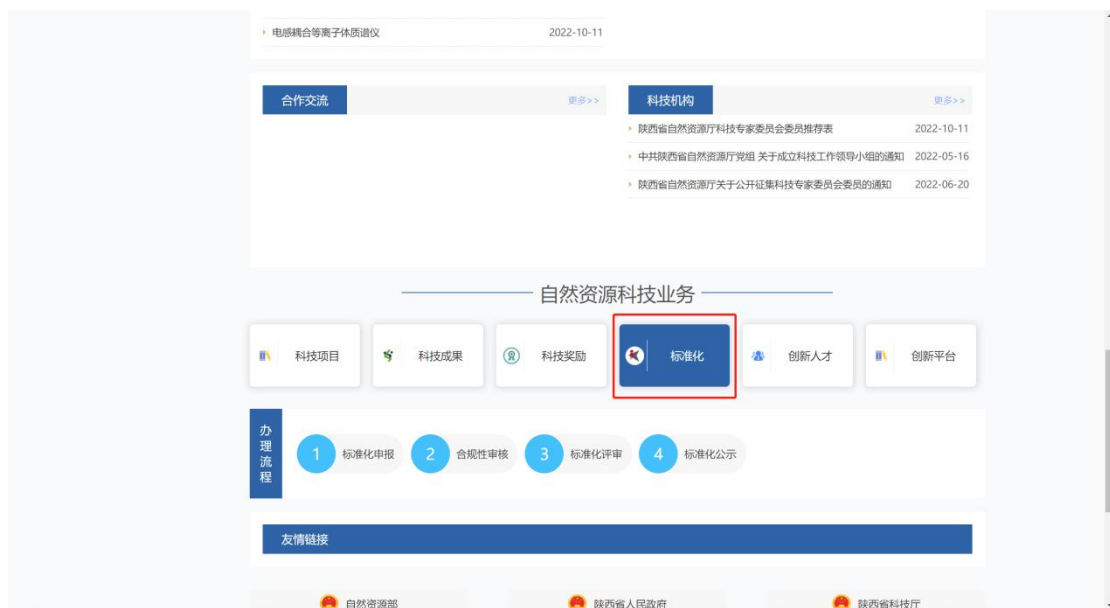 电感耦合等离子体质谱仪 2022-10-11
合作交流 更多>>
科技机构 更多>>
陕西省自然资源厅科技专家委员会委员推荐表 2022-10-11
中共陕西省自然资源厅党组 关于成立科技工作领导小组的通知 2022-05-16
陕西省自然资源厅关于公开征集科技专家委员会委员的通知 2022-06-20
自然资源科技业务
科技项目 科技成果 科技奖励 标准化 创新人才 创新平台
办理流程
1 标准化申报 2 合规性审核 3 标准化评审 4 标准化公示
友情链接
自然资源部 陕西省人民政府 陕西省科技厅